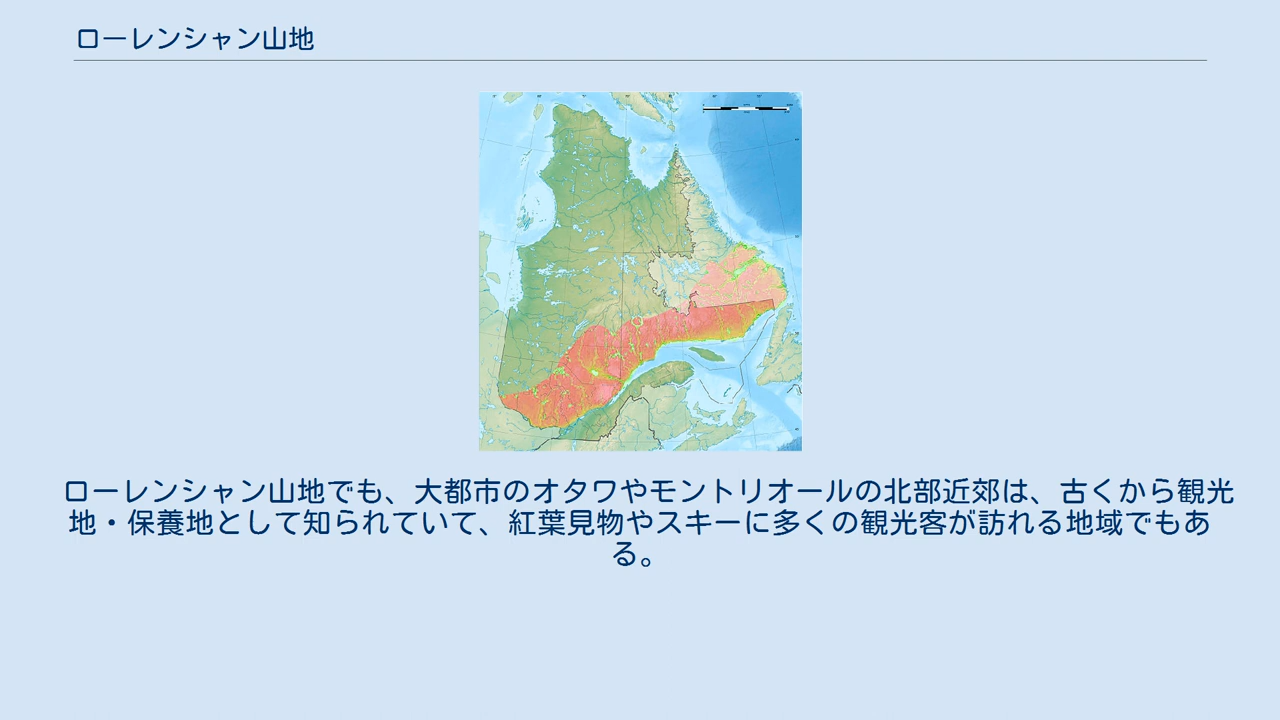 ローレンシャン山地
ローレンシャン山地でも、大都市のオタワやモントリオールの北部近郊は、古くから観光
地・保養地として知られていて、紅葉見物やスキーに多くの観光客が訪れる地域でもあ
る。